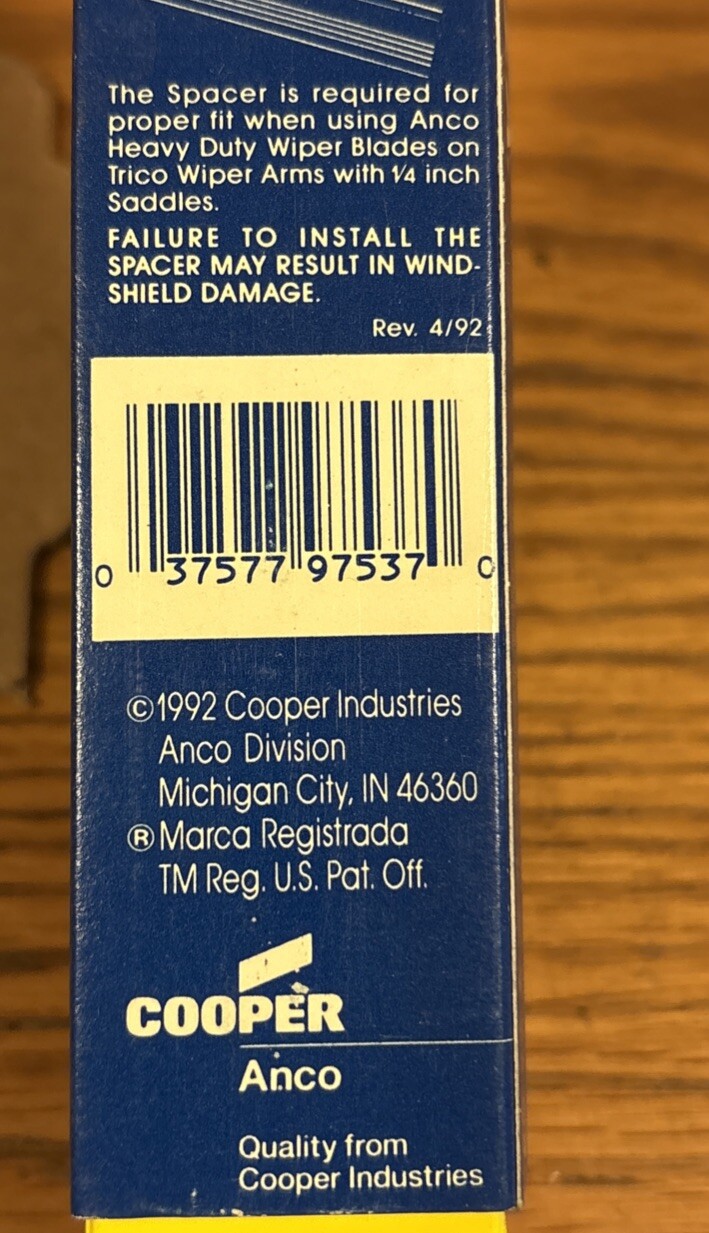 The Spacer is required for
proper fit when using Anco
Heavy Duty Wiper Blades on
Trico Wiper Arms with 1/4 inch
Saddles.
FAILURE TO INSTALL THE
SPACER MAY RESULT IN WIND-
SHIELD DAMAGE.
Rev. 4/92
0 37577 97537 0
©1992 Cooper Industries
Anco Division
Michigan City, IN 46360
®Marca Registrada
TM Reg. U.S. Pat. Off.
COOPER
Anco
Quality from
Cooper Industries